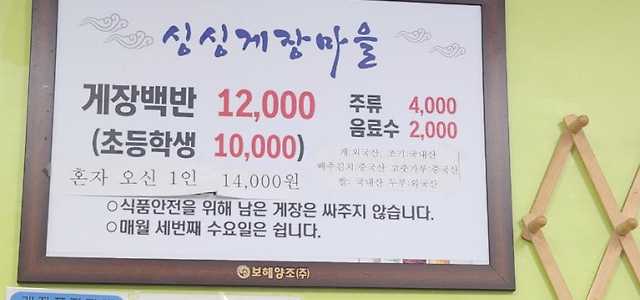 싱싱게장마을
게장백반 12,000
(초등학생 10,000)
혼자 오신 1인 14,000원
주류 4,000
음료수 2,000
게:외국산, 조기:국내산
배추김치:중국산 고춧가루:중국산
쌀: 국내산 두부:외국산
○식품안전을 위해 남은 게장은 싸주지 않습니다.
○매월 세번째 수요일은 쉽니다.
보해양조(주)